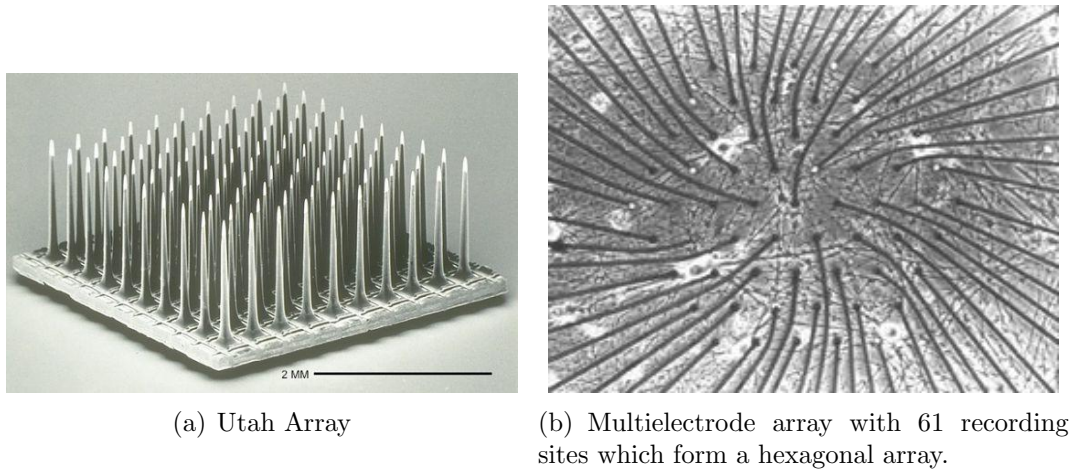 2 MM
(a) Utah Array
(b) Multielectrode array with 61 recording
sites which form a hexagonal array.